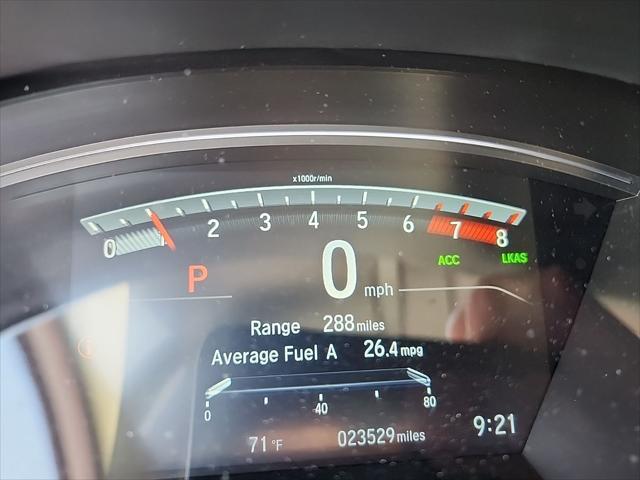 x1000r/min
0 1 2 3 4 5 6 7 8
ACC LKAS
P 0 mph
Range 288 miles
Average Fuel A 26.4 mpg
0 40 80
71 °F 023529 miles 9:21